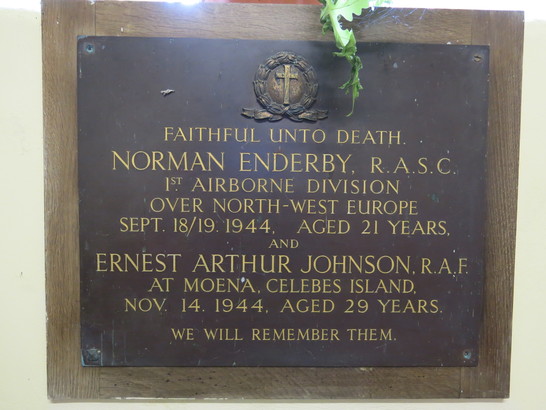 FAITHFUL UNTO DEATH.
NORMAN ENDERBY, R.A.S.C.
1ST AIRBORNE DIVISION
OVER NORTH-WEST EUROPE
SEPT. 18/19. 1944, AGED 21 YEARS,
AND
ERNEST ARTHUR JOHNSON, R.A.F.
AT MOENA, CELEBES ISLAND,
NOV. 14. 1944, AGED 29 YEARS.
WE WILL REMEMBER THEM.